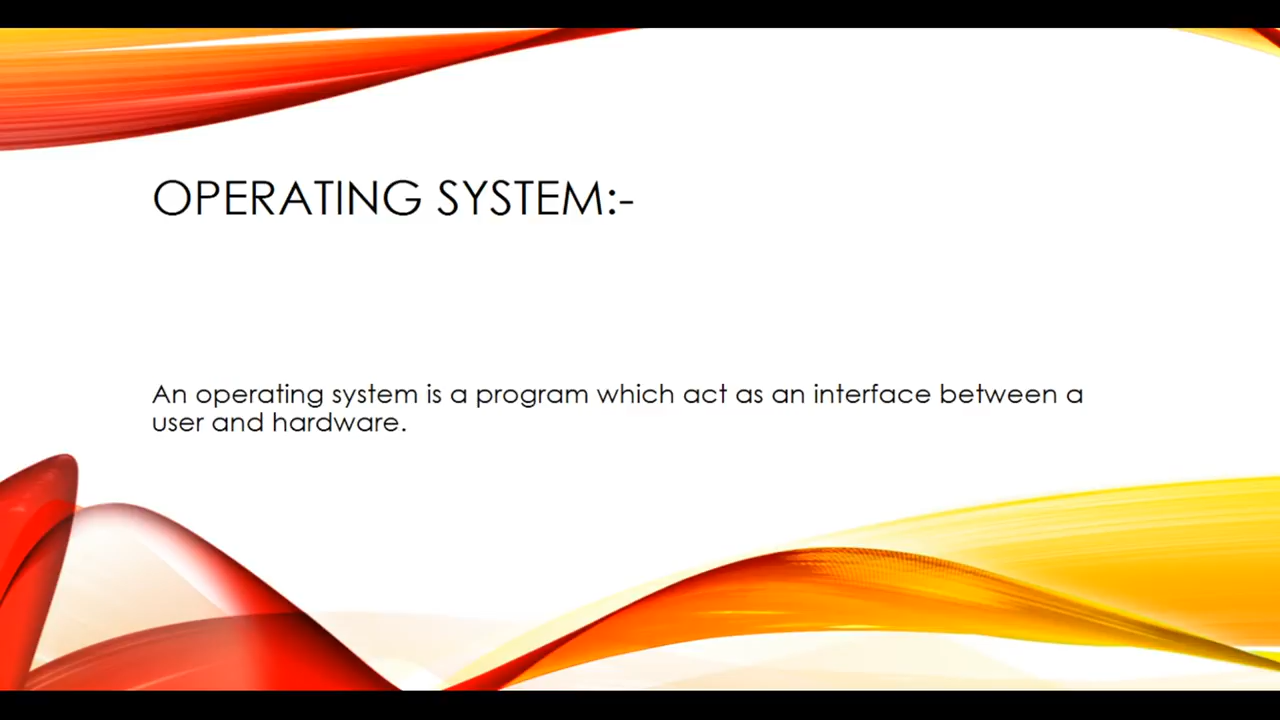 OPERATING SYSTEM:-
An operating system is a program which act as an interface between a
user and hardware.